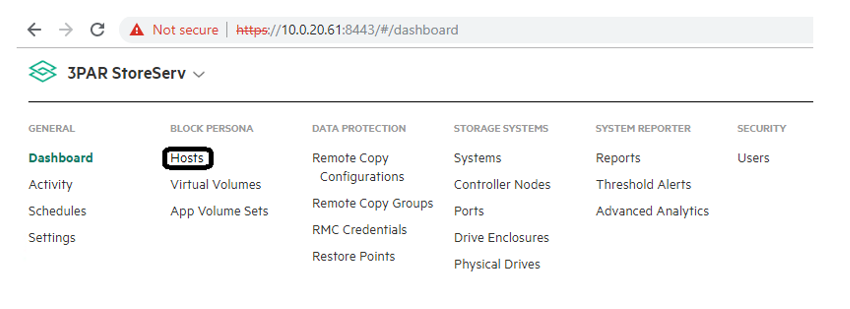 Not secure | https://10.0.20.61:8443/#/dashboard
3PAR StoreServ
GENERAL
Dashboard
Activity
Schedules
Settings
BLOCK PERSONA
Hosts
Virtual Volumes
App Volume Sets
DATA PROTECTION
Remote Copy
Configurations
Remote Copy Groups
RMC Credentials
Restore Points
STORAGE SYSTEMS
Systems
Controller Nodes
Ports
Drive Enclosures
Physical Drives
SYSTEM REPORTER
Reports
Threshold Alerts
Advanced Analytics
SECURITY
Users